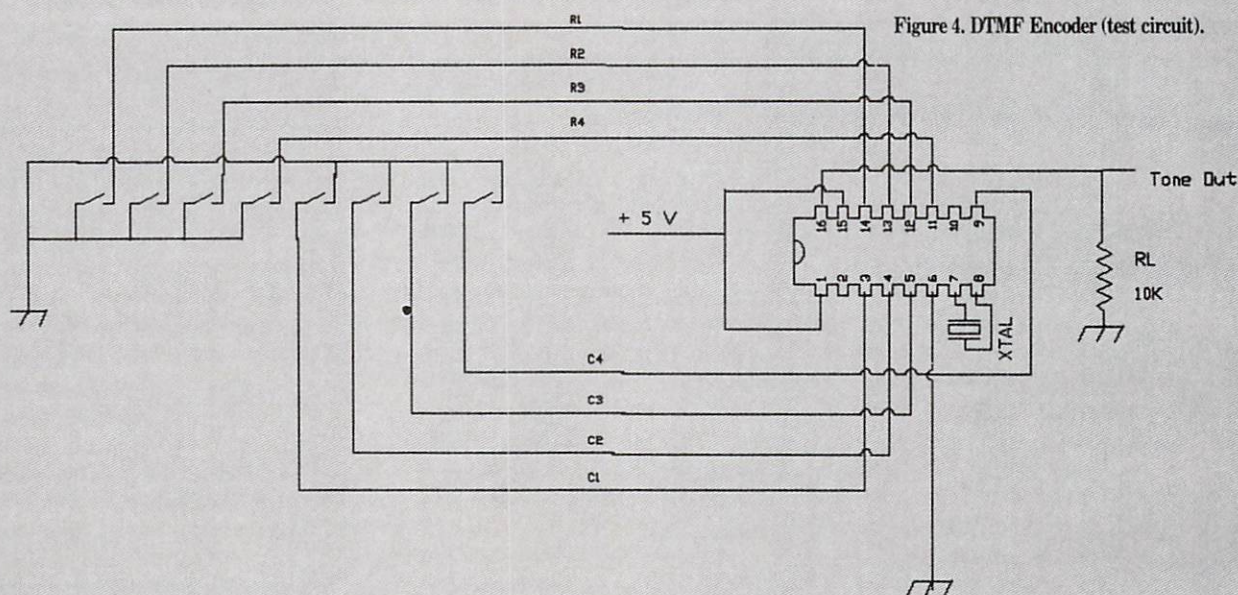 Figure 4. DTMF Encoder (test circuit).
R1
R2
R3
R4
Tone Out
+ 5 V
16 15 14 13 12 11 10 9
1 2 3 4 5 6 7 8
RL
10K
XTAL
C4
C3
C2
C1